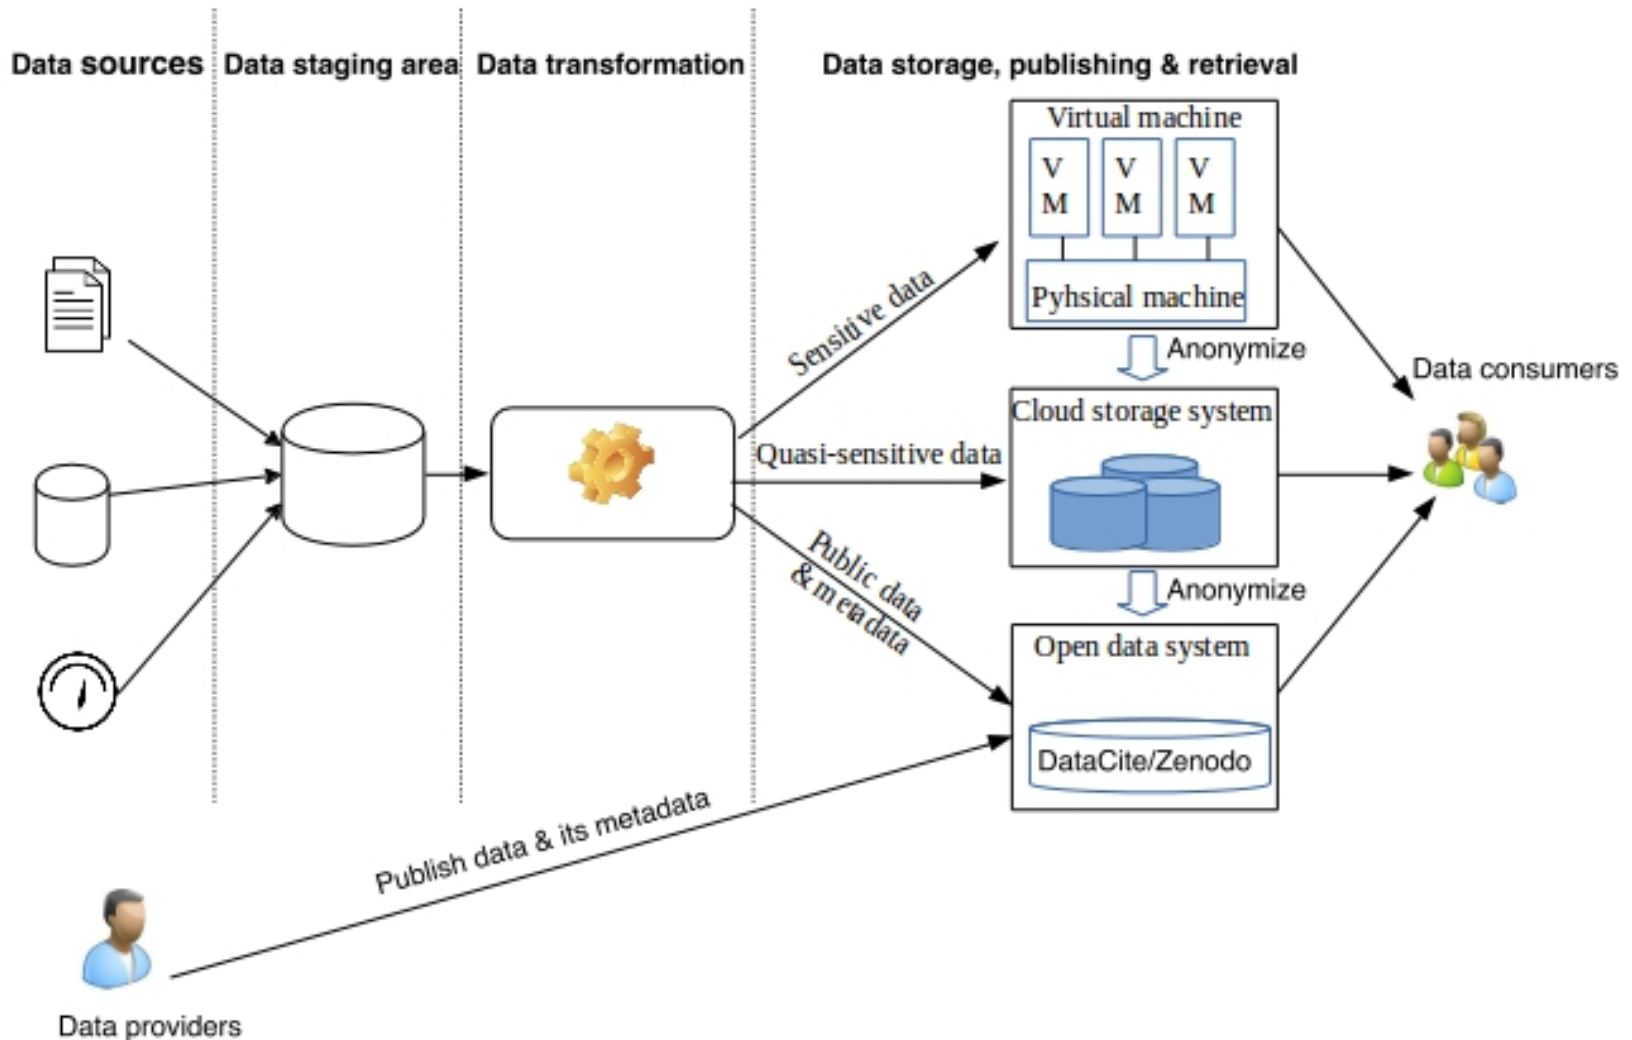 Data sources
Data staging area
Data transformation
Data storage, publishing & retrieval
Virtual machine
V
M
V
M
V
M
Pyhsical machine
Sensitive data
Anonymize
Data consumers
Cloud storage system
Quasi-sensitive data
Public data
& metadata
Anonymize
Open data system
DataCite/Zenodo
Publish data & its metadata
Data providers